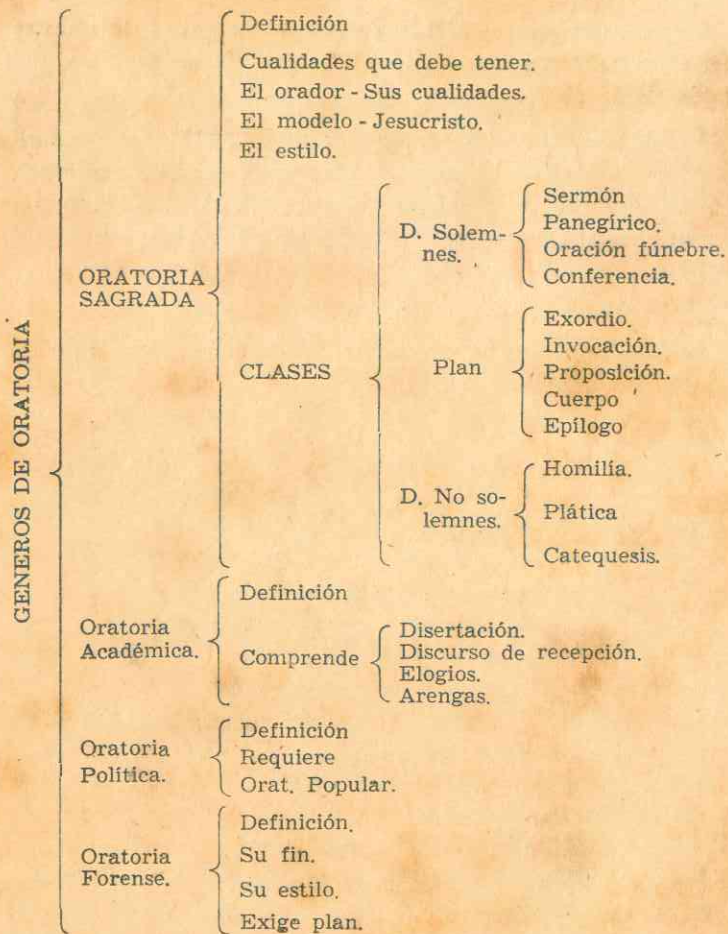 GENEROS DE ORATORIA
ORATORIA
SAGRADA
Definición
Cualidades que debe tener.
El orador - Sus cualidades.
El modelo - Jesucristo.
El estilo.
CLASES
D. Solem-
nes.
Sermón
Panegírico.
Oración fúnebre.
Conferencia.
Plan
Exordio.
Invocación.
Proposición.
Cuerpo
Epílogo
D. No so-
lemnes.
Homilía.
Plática
Catequesis.
Oratoria
Académica.
Definición
Comprende
Disertación.
Discurso de recepción.
Elogios.
Arengas.
Oratoria
Política.
Definición
Requiere
Orat. Popular.
Oratoria
Forense.
Definición.
Su fin.
Su estilo.
Exige plan.